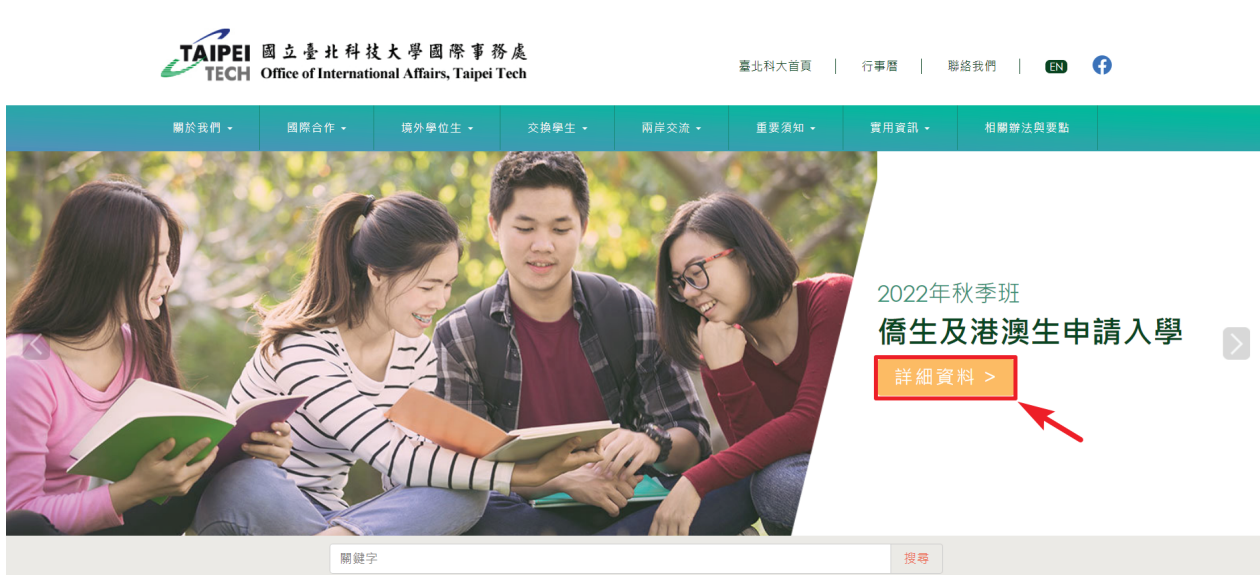 TAIPEI TECH
國立臺北科技大學國際事務處
Office of International Affairs, Taipei Tech
臺北科大首頁 | 行事曆 | 聯絡我們 | EN
關於我們 國際合作 境外學位生 交換學生 兩岸交流 重要須知 實用資訊 相關辦法與要點
2022年秋季班
僑生及港澳生申請入學
詳細資料 >
關鍵字 搜尋